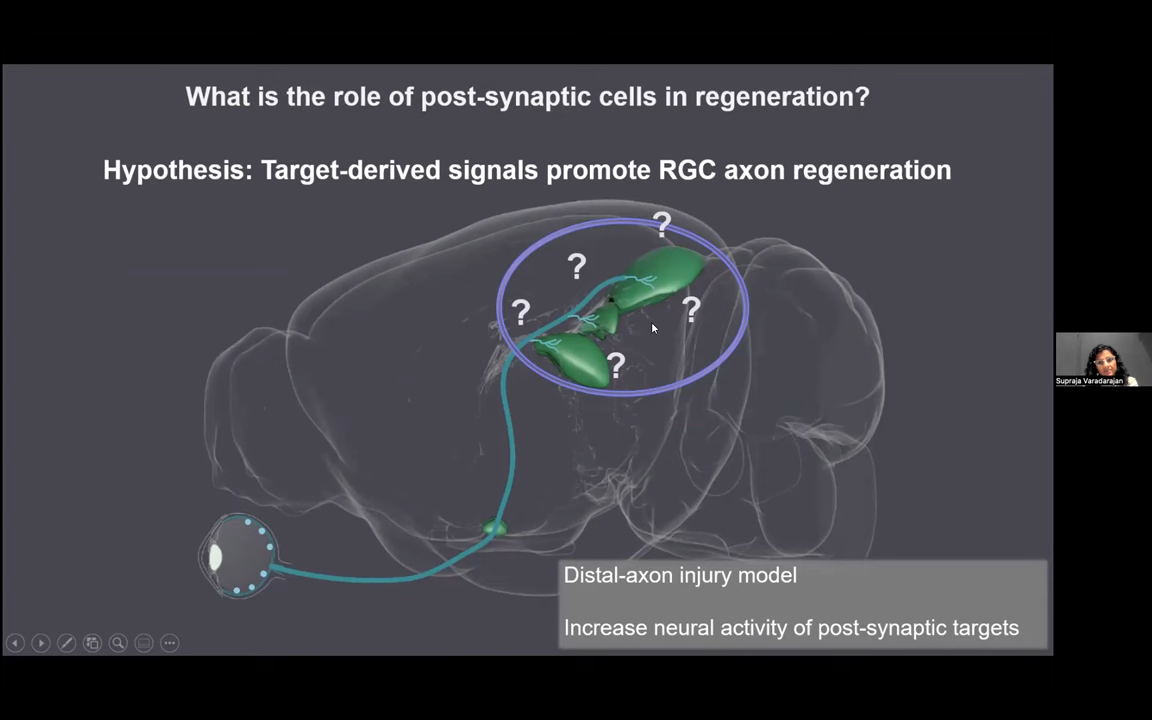 What is the role of post-synaptic cells in regeneration?
Hypothesis: Target-derived signals promote RGC axon regeneration
?
?
?
?
?
Supraja Varadarajan
Distal-axon injury model
Increase neural activity of post-synaptic targets